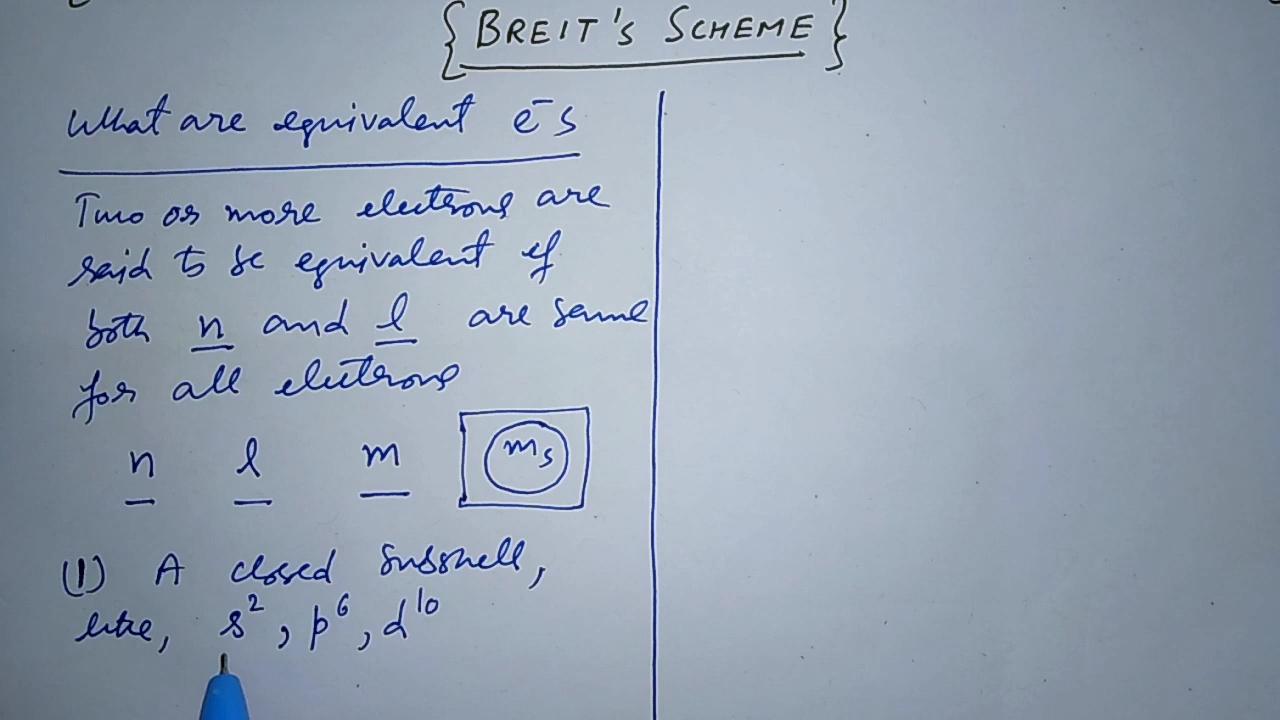 {BREIT's SCHEME}
What are equivalent e⁻s
Two or more electrons are
said to be equivalent if
both n and l are same
for all electrons
n l m mₛ
(1) A closed subshell,
like, s², p⁶, d¹⁰